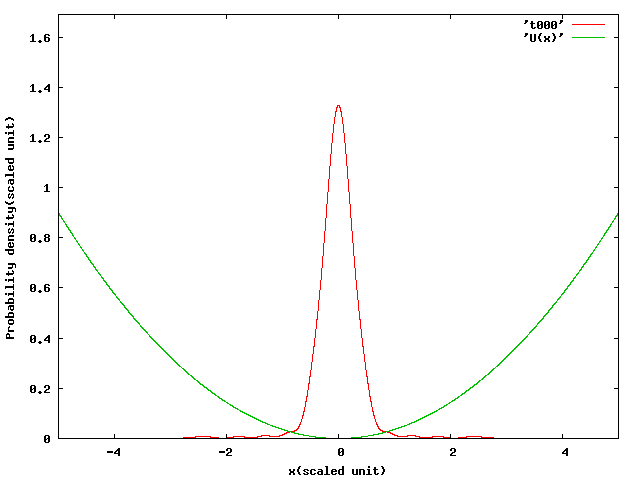 't000'
'U(x)'
1.6
1.4
1.2
1
0.8
0.6
0.4
0.2
0
-4 -2 0 2 4
x(scaled unit)
Probability density(scaled unit)